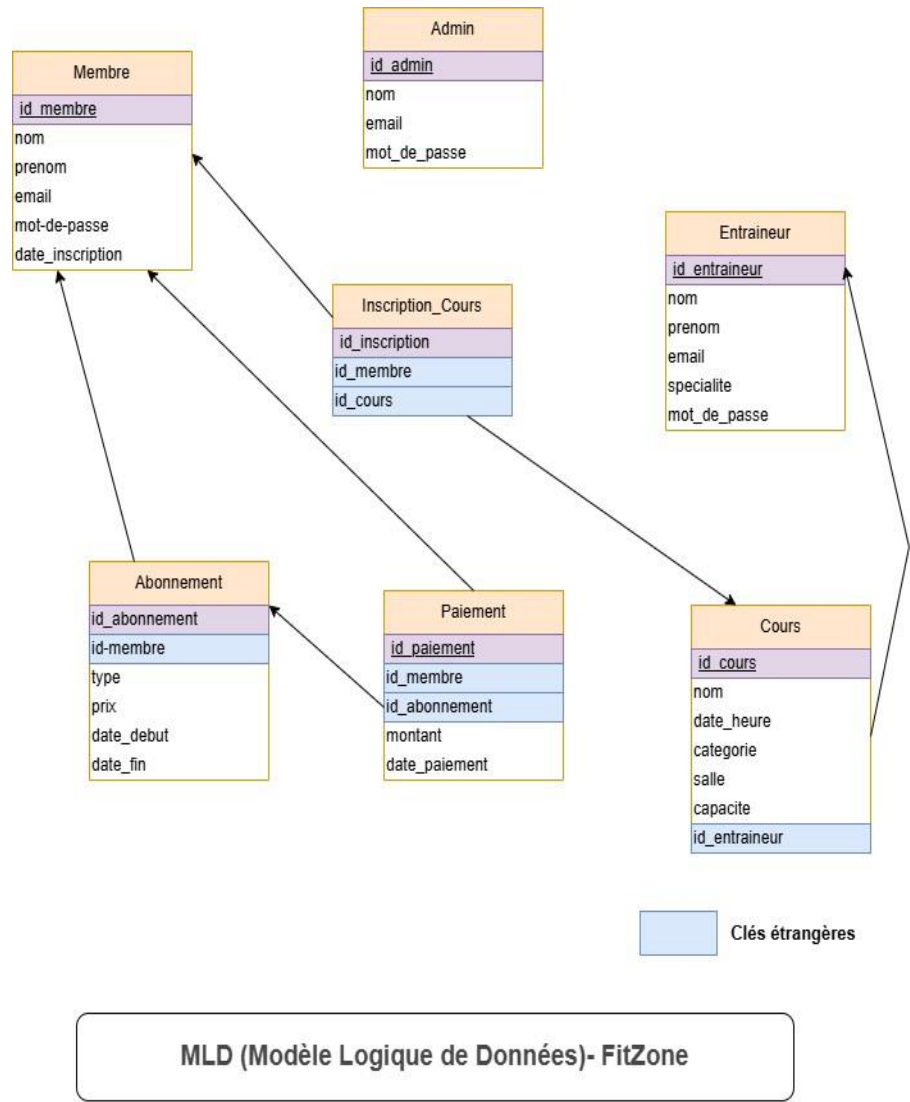 Membre
id_membre
nom
prenom
email
mot-de-passe
date_inscription
Admin
id_admin
nom
email
mot_de_passe
Entraineur
id_entraineur
nom
prenom
email
specialite
mot_de_passe
Inscription_Cours
id_inscription
id_membre
id_cours
Abonnement
id_abonnement
id-membre
type
prix
date_debut
date_fin
Paiement
id_paiement
id_membre
id_abonnement
montant
date_paiement
Cours
id_cours
nom
date_heure
categorie
salle
capacite
id_entraineur
Clés étrangères
MLD (Modèle Logique de Données)- FitZone